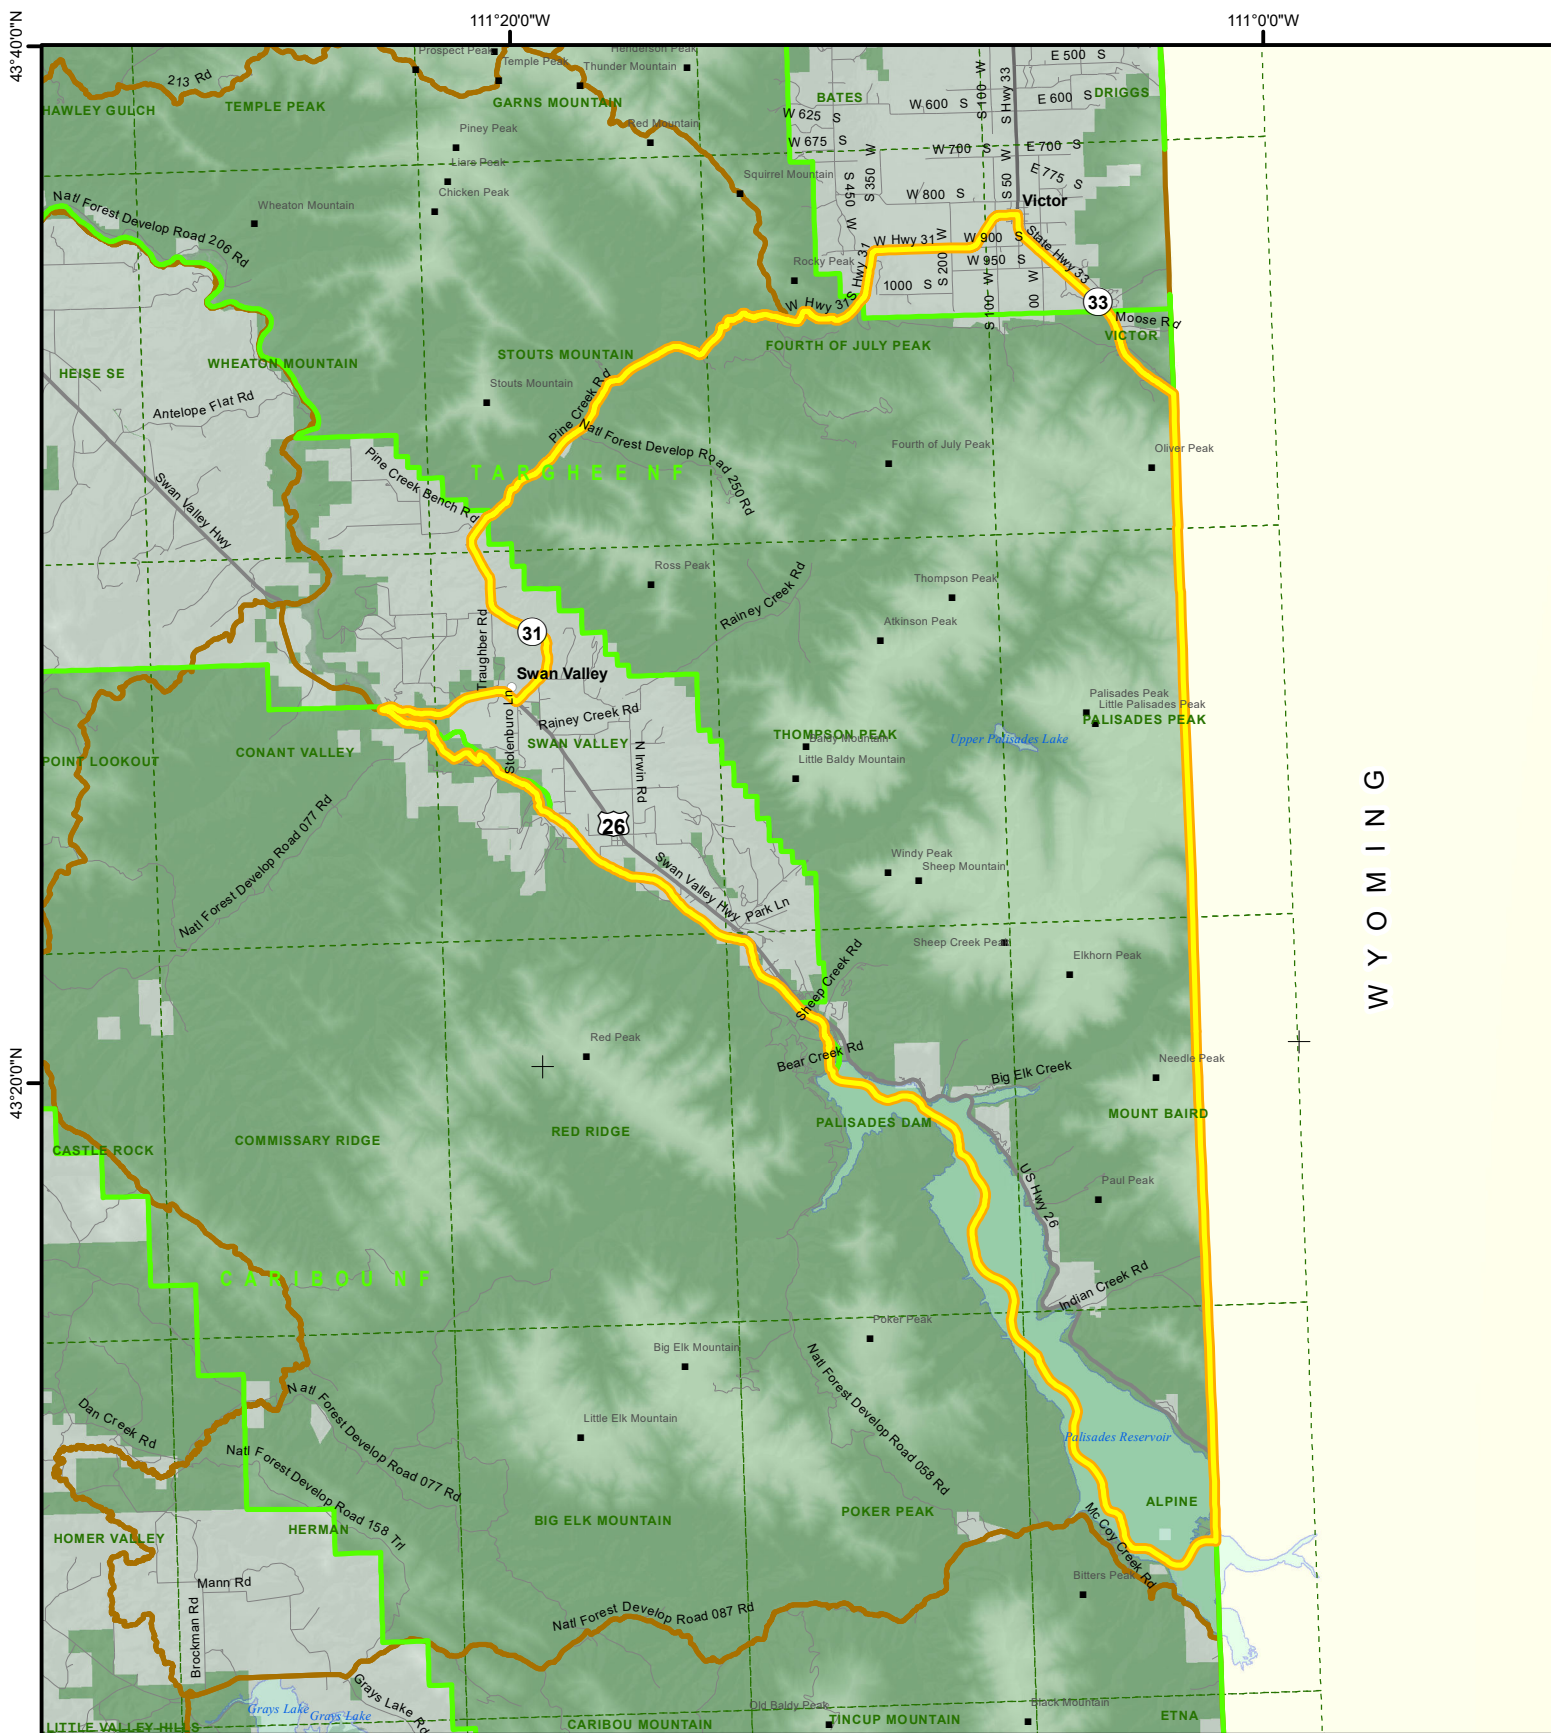 111°20'0"W
111°0'0"W
43°40'0"N
Prospect Peak
Temple Peak
Henderson Peak
Thunder Mountain
213 Rd
HAWLEY GULCH
TEMPLE PEAK
GARNS MOUNTAIN
BATES
DRIGGS
E 500 S
W 600 S
E 600 S
S 100 W
S Hwy 33
W 625 S
W 675 S
W 700 S
E 700 S
Piney Peak
Red Mountain
Liars Peak
Chicken Peak
Squirrel Mountain
S 450 W
S 350 W
S 50 W
E 775 S
W 800 S
Victor
Natl Forest Develop Road 206 Rd
Wheaton Mountain
W Hwy 31
W 900 S
W 950 S
State Hwy 33
S 200 W
Rocky Peak
S Hwy 31
1000 S
W Hwy 31
S 100 W
00 W
33
Moose Rd
VICTOR
WHEATON MOUNTAIN
STOUTS MOUNTAIN
FOURTH OF JULY PEAK
HEISE SE
Stouts Mountain
Antelope Flat Rd
Pine Creek Rd
Natl Forest Develop Road 250 Rd
Fourth of July Peak
Oliver Peak
TARGHEE NF
Pine Creek Bench Rd
Swan Valley Hwy
Ross Peak
Rainey Creek Rd
Thompson Peak
Atkinson Peak
Traughber Rd
31
Swan Valley
Stolenburo Ln
Rainey Creek Rd
SWAN VALLEY
N Irwin Rd
Palisades Peak
Little Palisades Peak
PALISADES PEAK
Upper Palisades Lake
THOMPSON PEAK
Baldy Mountain
Little Baldy Mountain
CONANT VALLEY
POINT LOOKOUT
WYOMING
Natl Forest Develop Road 077 Rd
26
Swan Valley Hwy
Park Ln
Windy Peak
Sheep Mountain
Sheep Creek Peak
Elkhorn Peak
Sheep Creek Rd
43°20'0"N
Red Peak
Bear Creek Rd
Big Elk Creek
Needle Peak
CASTLE ROCK
COMMISSARY RIDGE
RED RIDGE
PALISADES DAM
MOUNT BAIRD
US Hwy 26
Paul Peak
CARIBOU NF
Indian Creek Rd
Poker Peak
Big Elk Mountain
Natl Forest Develop Road 058 Rd
Dan Creek Rd
Natl Forest Develop Road 077 Rd
Little Elk Mountain
Palisades Reservoir
Natl Forest Develop Road 158 Trl
HOMER VALLEY
HERMAN
BIG ELK MOUNTAIN
POKER PEAK
ALPINE
Mc Coy Creek Rd
Bitters Peak
Mann Rd
Brockman Rd
Natl Forest Develop Road 087 Rd
Grays Lake Rd
Grays Lake
Grays Lake
LITTLE VALLEY HILLS
CARIBOU MOUNTAIN
Old Baldy Peak
TINCUP MOUNTAIN
Black Mountain
ETNA